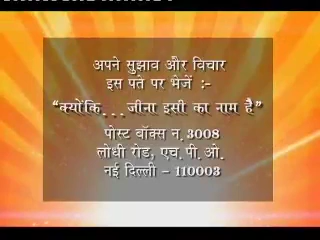 अपने सुझाव और विचार
इस पते पर भेजें :-
“क्योंकि...जीना इसी का नाम है”
पोस्ट बॉक्स न. 3008
लोधी रोड, एच.पी.ओ.
नई दिल्ली - 110003